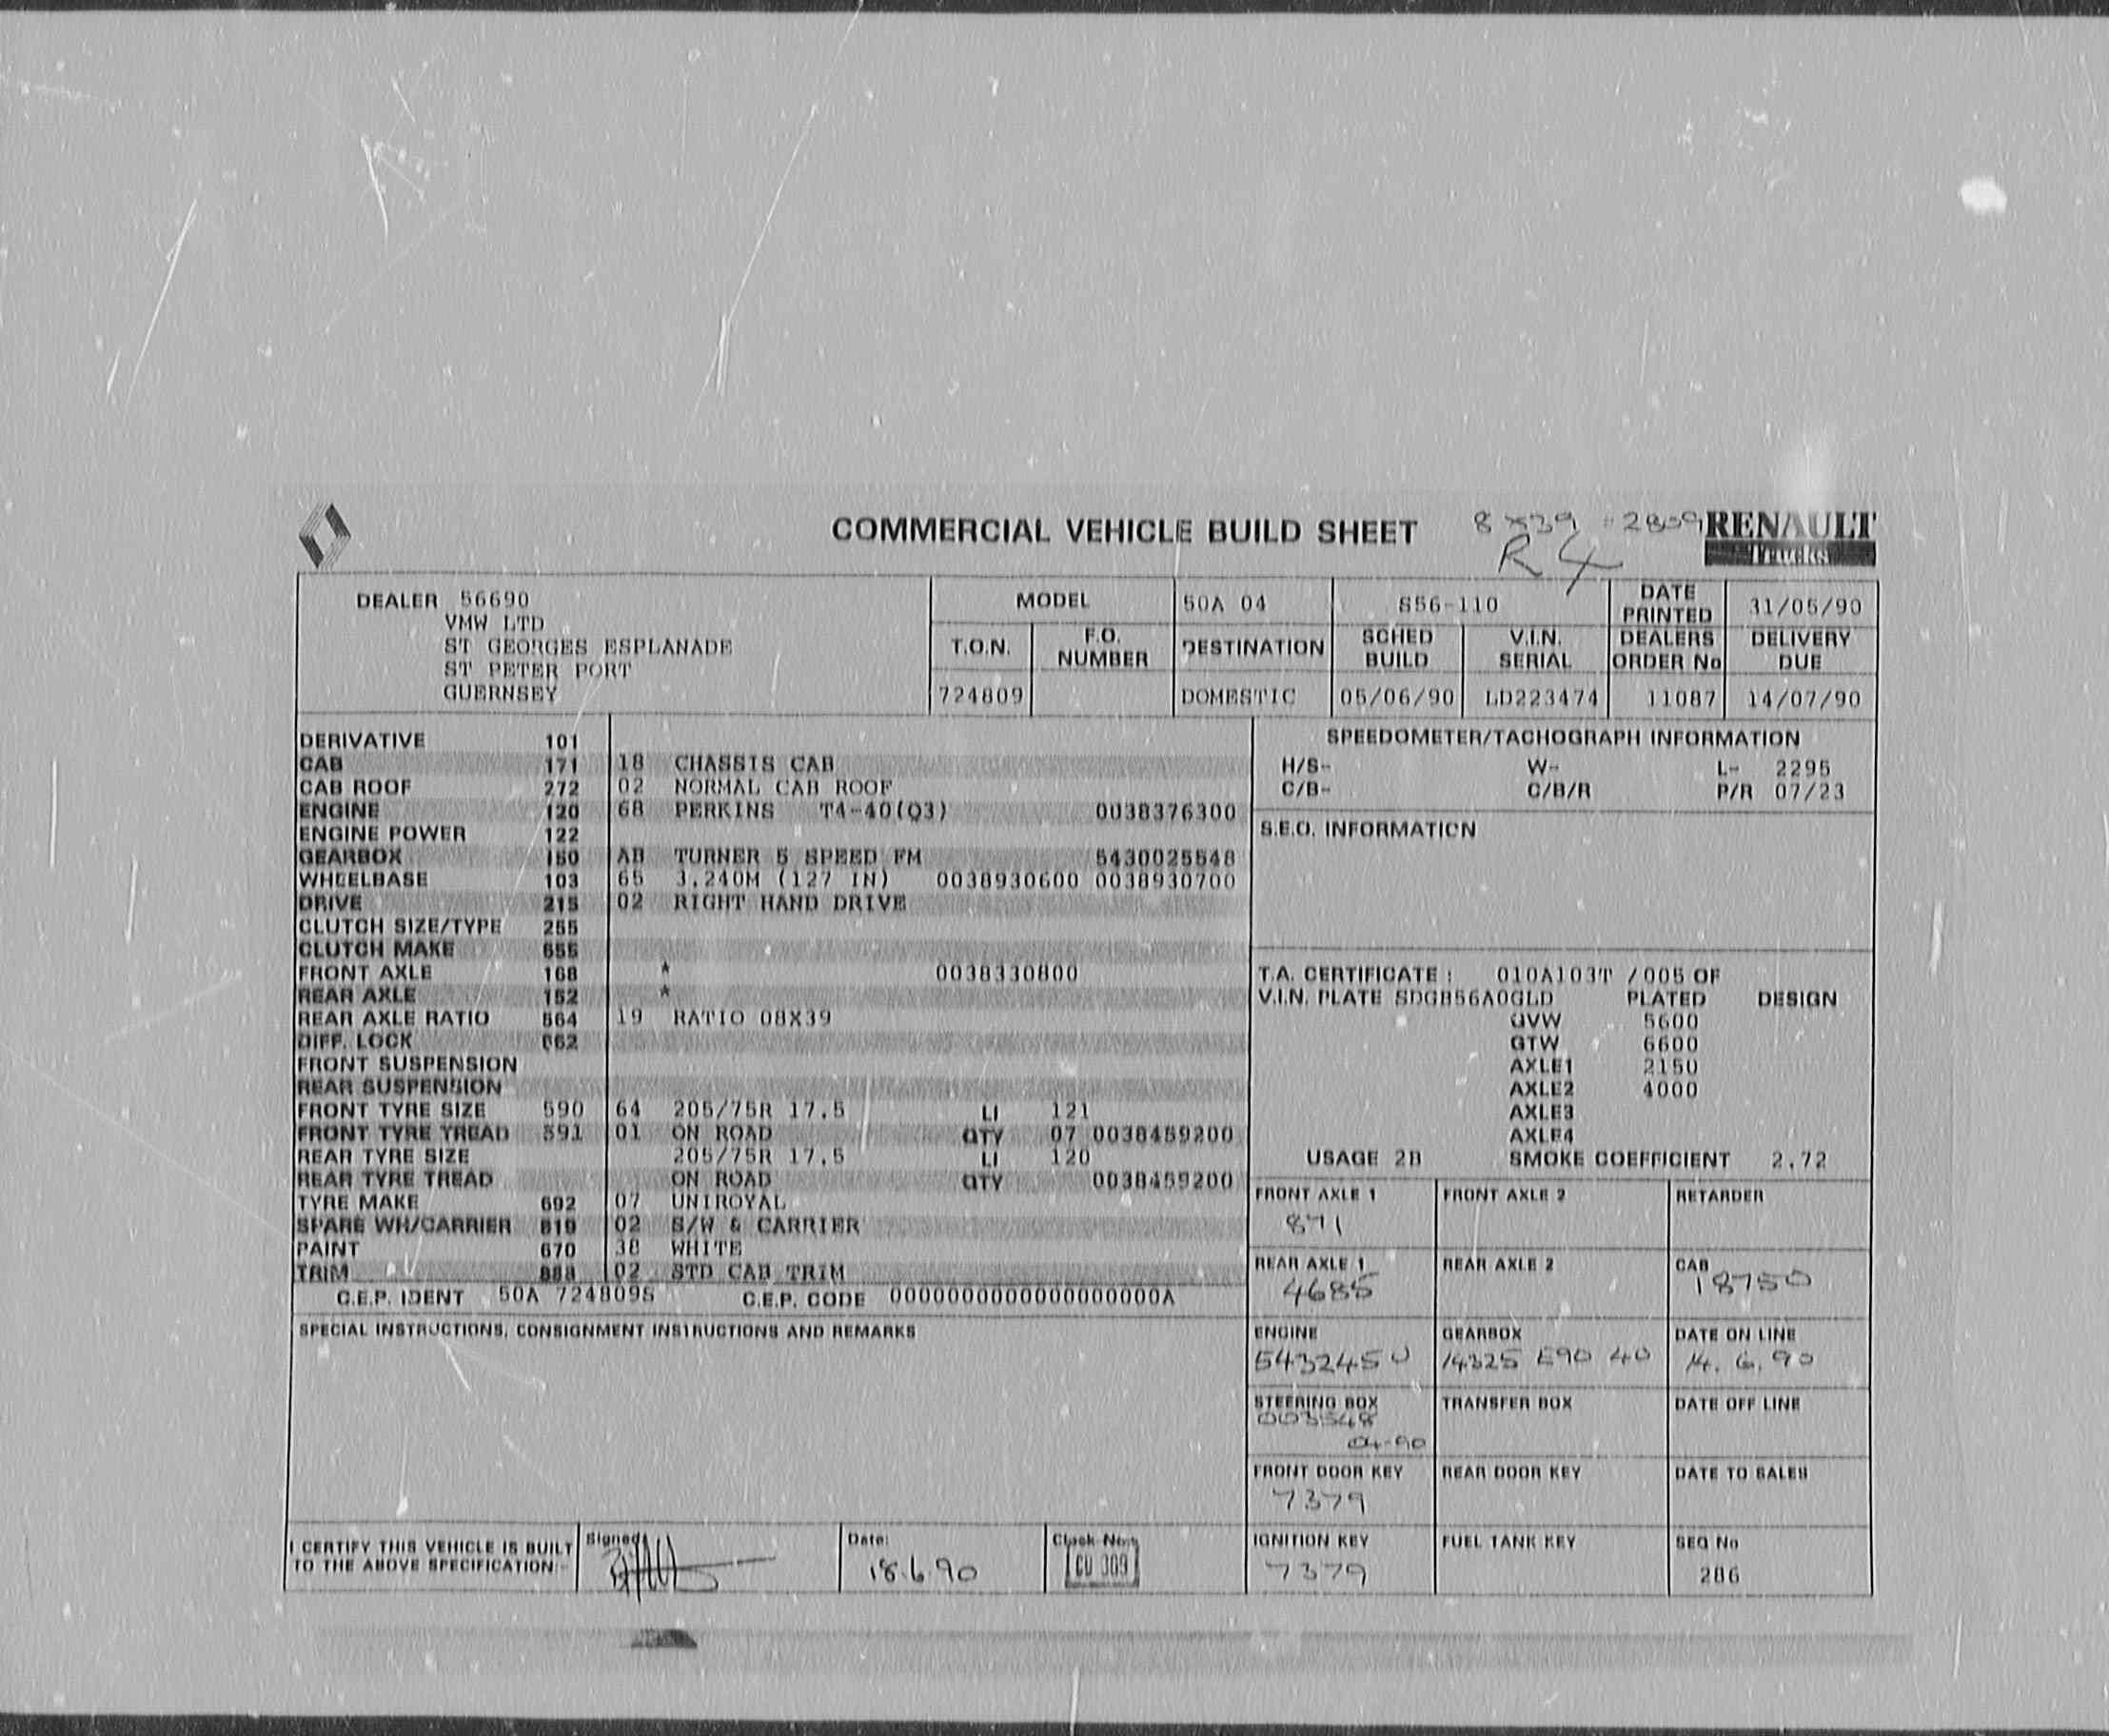 COMMERCIAL VEHICLE BUILD SHEET
8 x 39
R 4
RENAULT
Trucks
DEALER 56690
VMW LTD
ST GEORGES ESPLANADE
ST PETER PORT
GUERNSEY
MODEL 50A 04 S56-110 DATE PRINTED 31/05/90
T.O.N. F.O. NUMBER DESTINATION SCHED BUILD V.I.N. SERIAL DEALERS ORDER No DELIVERY DUE
724809 DOMESTIC 05/06/90 LD223474 11087 14/07/90
DERIVATIVE 101
CAB 171 18 CHASSIS CAB
CAB ROOF 272 02 NORMAL CAB ROOF
ENGINE 120 68 PERKINS T4-40(Q3) 0038376300
ENGINE POWER 122
GEARBOX 150 AB TURNER 5 SPEED FM 5430025548
WHEELBASE 103 65 3.240M (127 IN) 0038930600 0038930700
DRIVE 215 02 RIGHT HAND DRIVE
CLUTCH SIZE/TYPE 255
CLUTCH MAKE 655
FRONT AXLE 168 * 0038330800
REAR AXLE 152 *
REAR AXLE RATIO 564 19 RATIO 08X39
DIFF. LOCK 662
FRONT SUSPENSION
REAR SUSPENSION
FRONT TYRE SIZE 590 64 205/75R 17.5 LI 121
FRONT TYRE TREAD 591 01 ON ROAD QTY 07 0038459200
REAR TYRE SIZE 205/75R 17.5 LI 120
REAR TYRE TREAD ON ROAD QTY 0038459200
TYRE MAKE 692 07 UNIROYAL
SPARE WH/CARRIER 619 02 S/W & CARRIER
PAINT 670 38 WHITE
TRIM 02 STD CAB TRIM
C.E.P. IDENT 50A 724809S C.E.P. CODE 0000000000000000000A
SPECIAL INSTRUCTIONS, CONSIGNMENT INSTRUCTIONS AND REMARKS
SPEEDOMETER/TACHOGRAPH INFORMATION
H/S- W- L- 2295
C/B- C/B/R P/R 07/23
S.E.O. INFORMATION
T.A. CERTIFICATE : 010A103T /005 OF
V.I.N. PLATE SDGB56A0GLD PLATED DESIGN
GVW 5600
GTW 6600
AXLE1 2150
AXLE2 4000
AXLE3
AXLE4
USAGE 2B SMOKE COEFFICIENT 2.72
FRONT AXLE 1 FRONT AXLE 2 RETARDER
871
REAR AXLE 1 REAR AXLE 2 CAB
4685 18750
ENGINE GEARBOX DATE ON LINE
543245 U 14325 E90 40 14.6.90
STEERING BOX TRANSFER BOX DATE OFF LINE
003548
04-90
FRONT DOOR KEY REAR DOOR KEY DATE TO SALES
7379
IGNITION KEY FUEL TANK KEY SEQ No
7379 286
I CERTIFY THIS VEHICLE IS BUILT
TO THE ABOVE SPECIFICATION:-
Signed: Date: Clock No:
18.6.90 CU 309